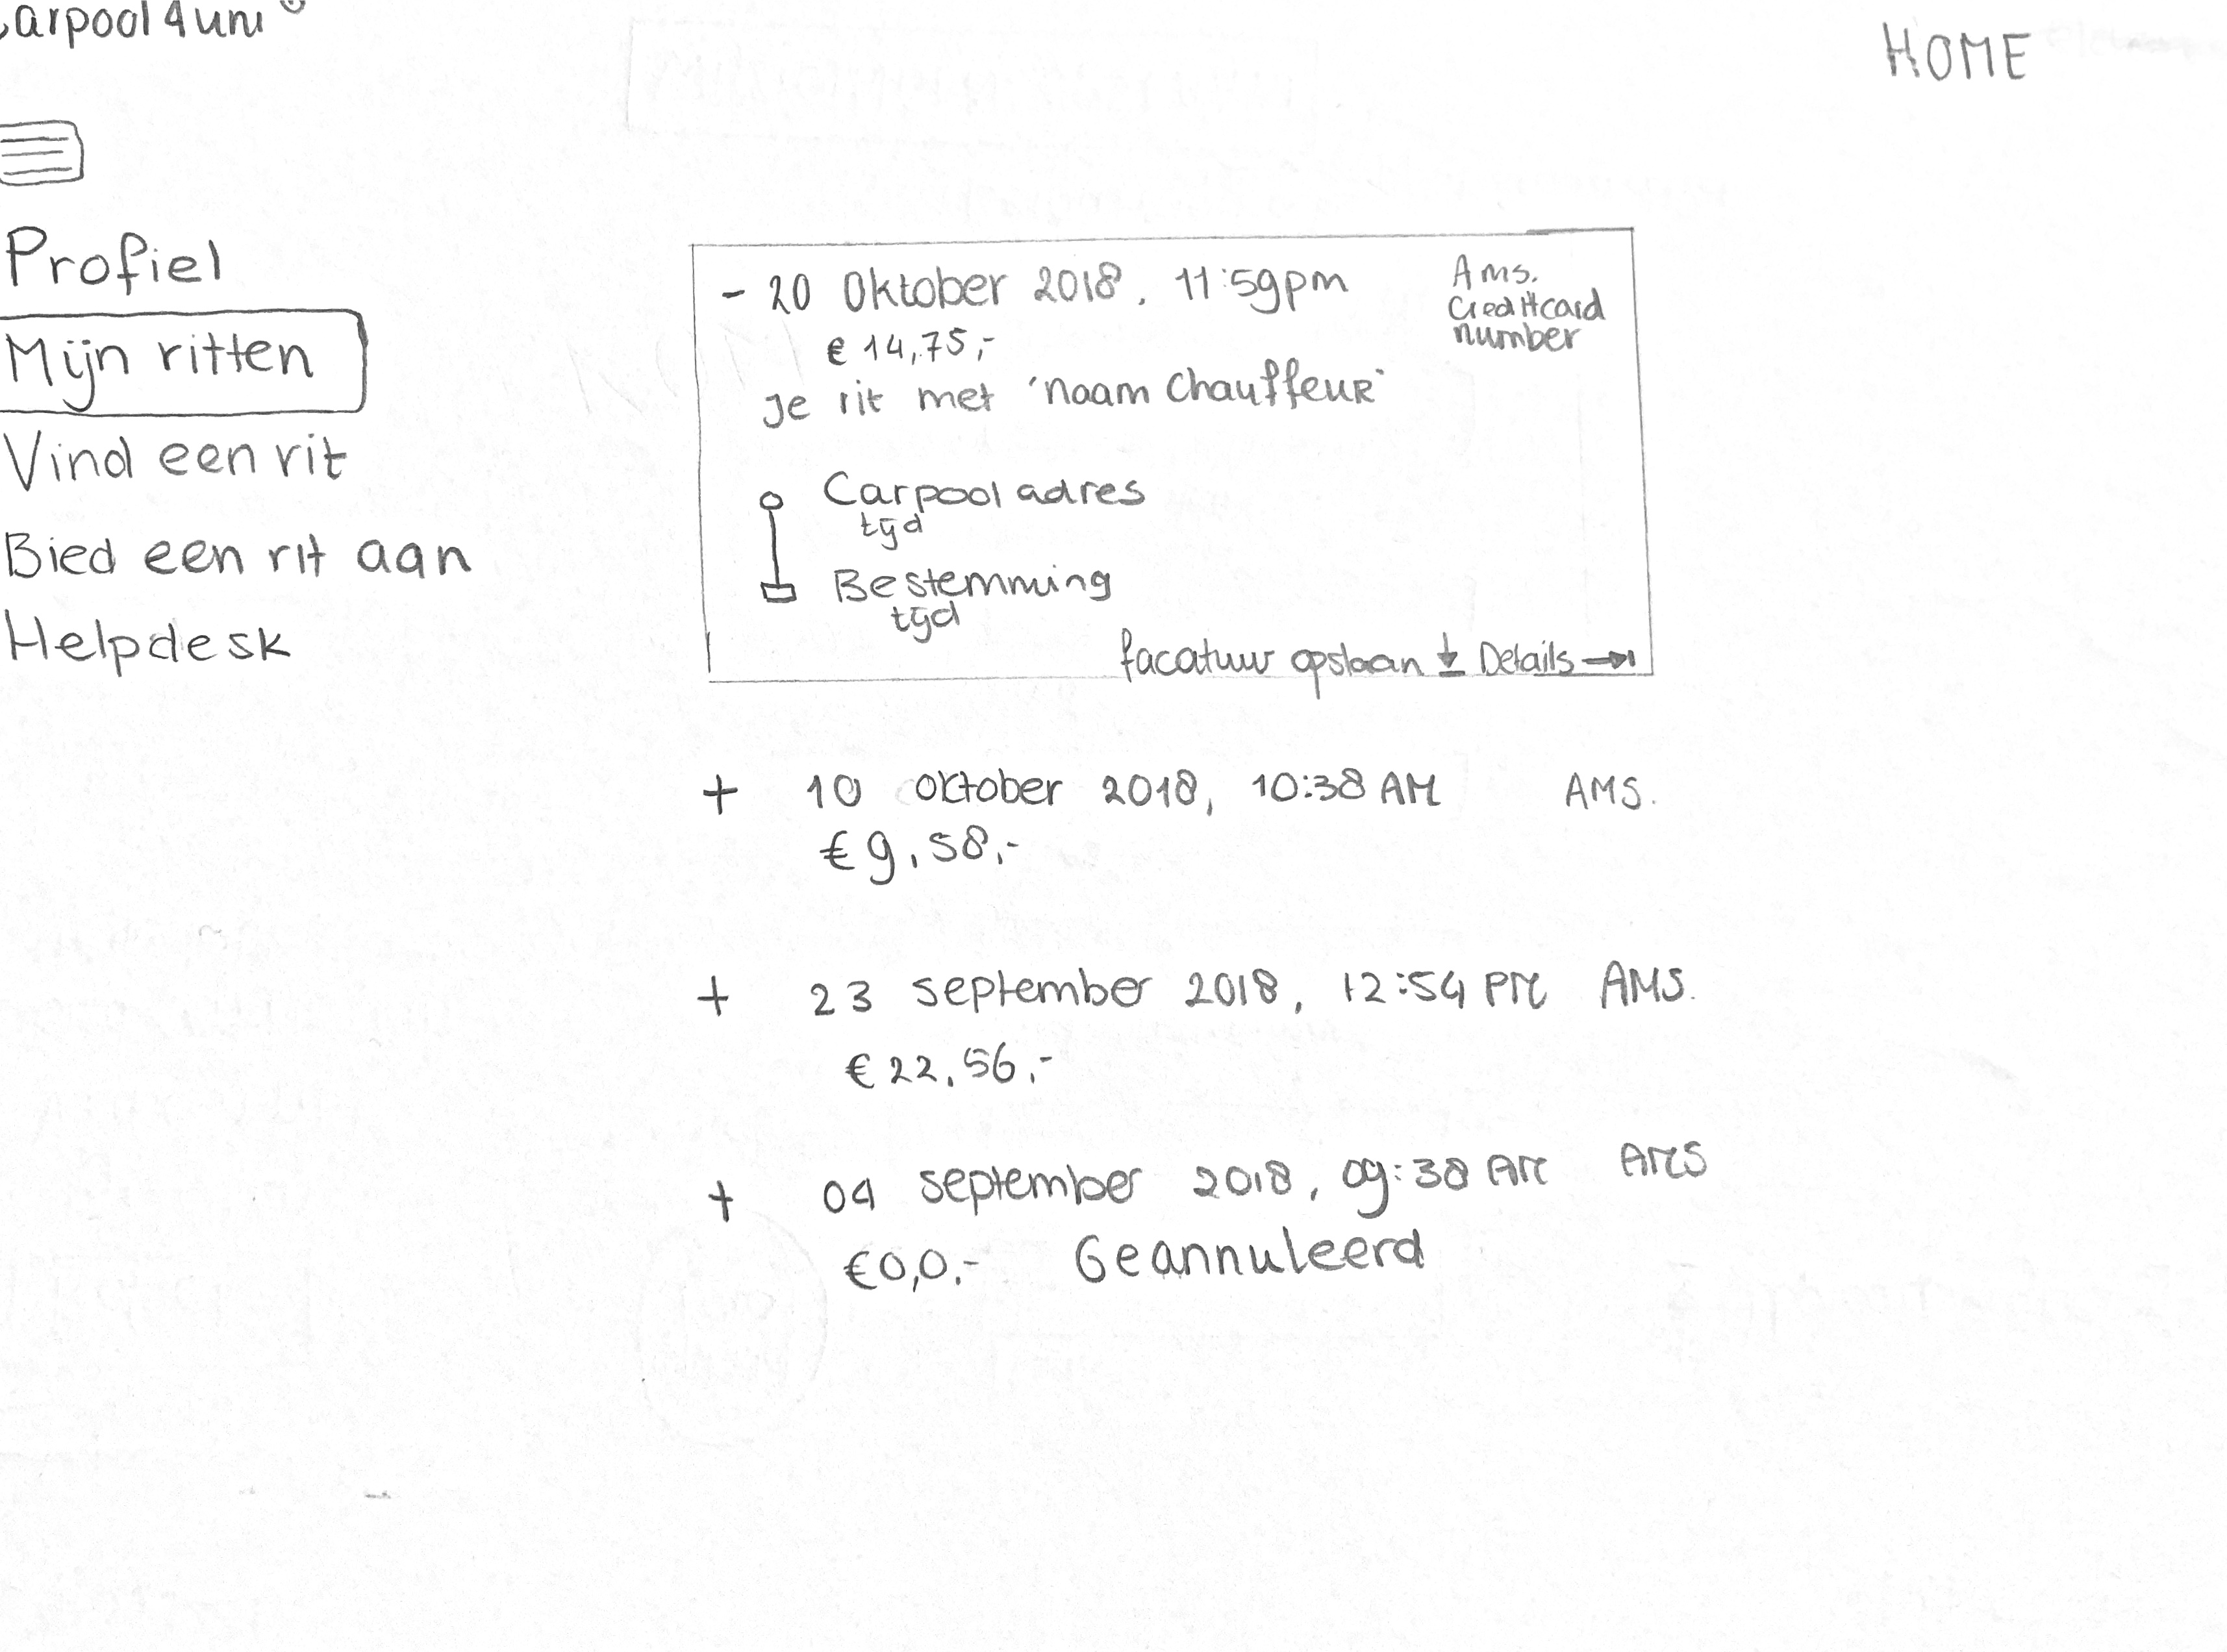 Carpool4uni
HOME
Profiel
Mijn ritten
Vind een rit
Bied een rit aan
Helpdesk
- 20 Oktober 2018, 11:59pm
Ams.
Creditcard
number
€ 14,75,-
Je rit met 'naam chauffeur'
Carpool adres
tijd
Bestemming
tijd
facatuur opslaan ↓ Details →
+ 10 oktober 2018, 10:38 AM AMS.
€ 9,58,-
+ 23 september 2018, 12:54 PM AMS.
€ 22,56,-
+ 04 september 2018, 09:38 AM AMS
€0,0,- Geannuleerd